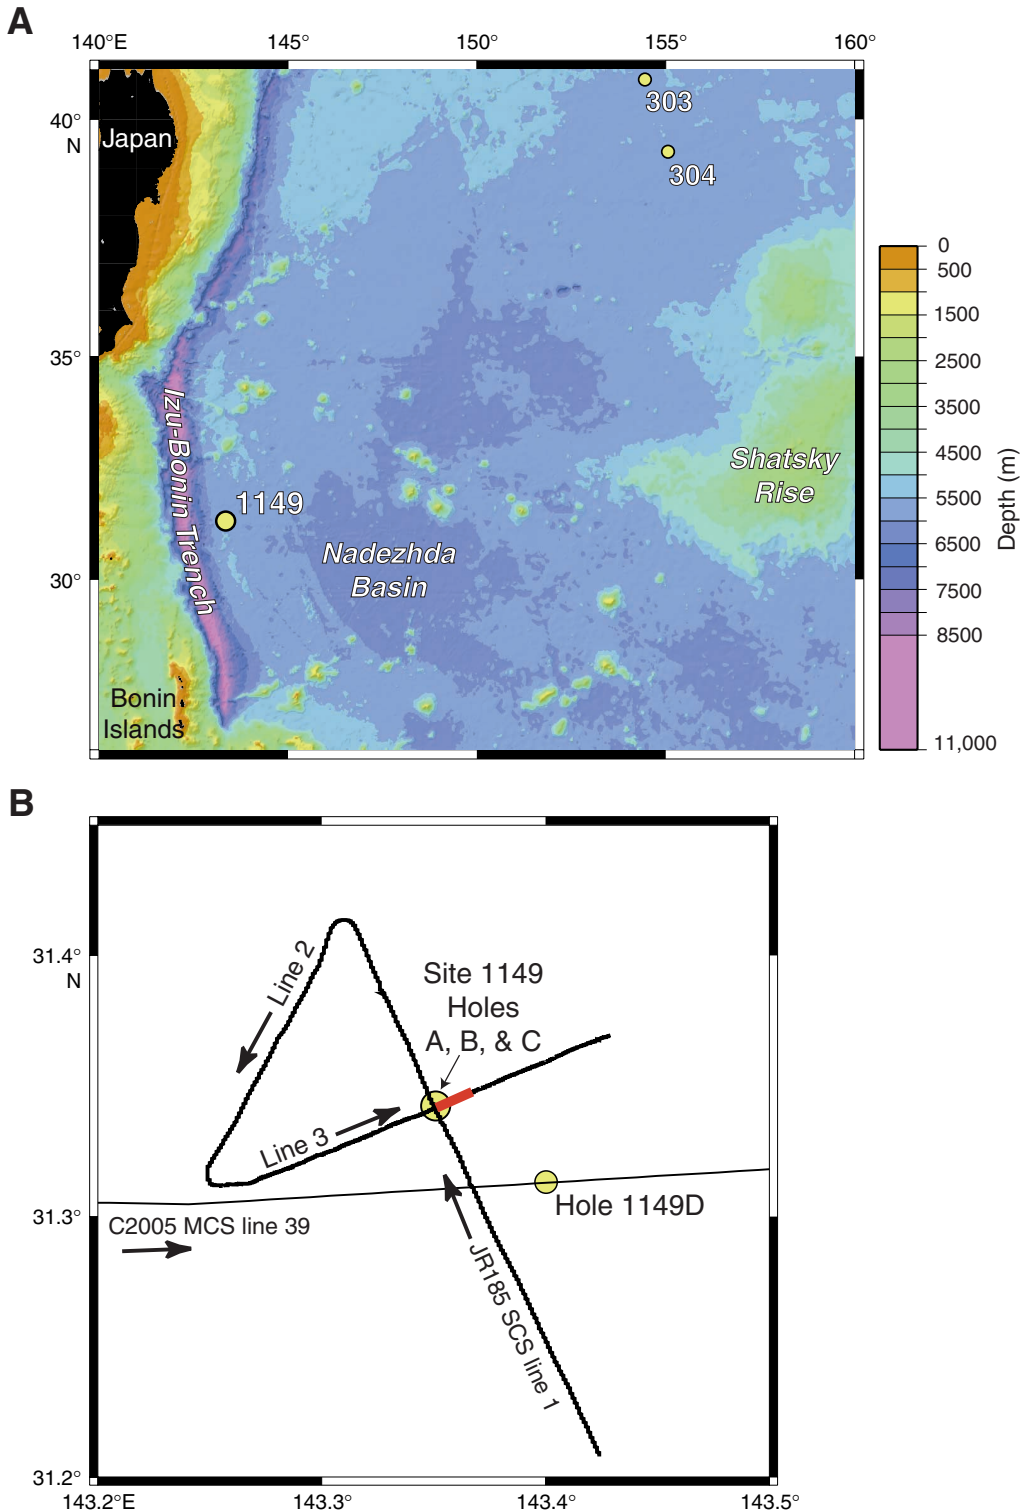 A
140°E
145°
150°
155°
160°
40°
N
35°
30°
Japan
303
304
1149
Izu-Bonin Trench
Nadezhda
Basin
Shatsky
Rise
Bonin
Islands
0
500
1500
2500
3500
4500
5500
6500
7500
8500
11,000
Depth (m)
B
31.4°
N
31.3°
31.2°
Line 2
Site 1149
Holes
A, B, & C
Line 3
Hole 1149D
C2005 MCS line 39
JR185 SCS line 1
143.2°E
143.3°
143.4°
143.5°